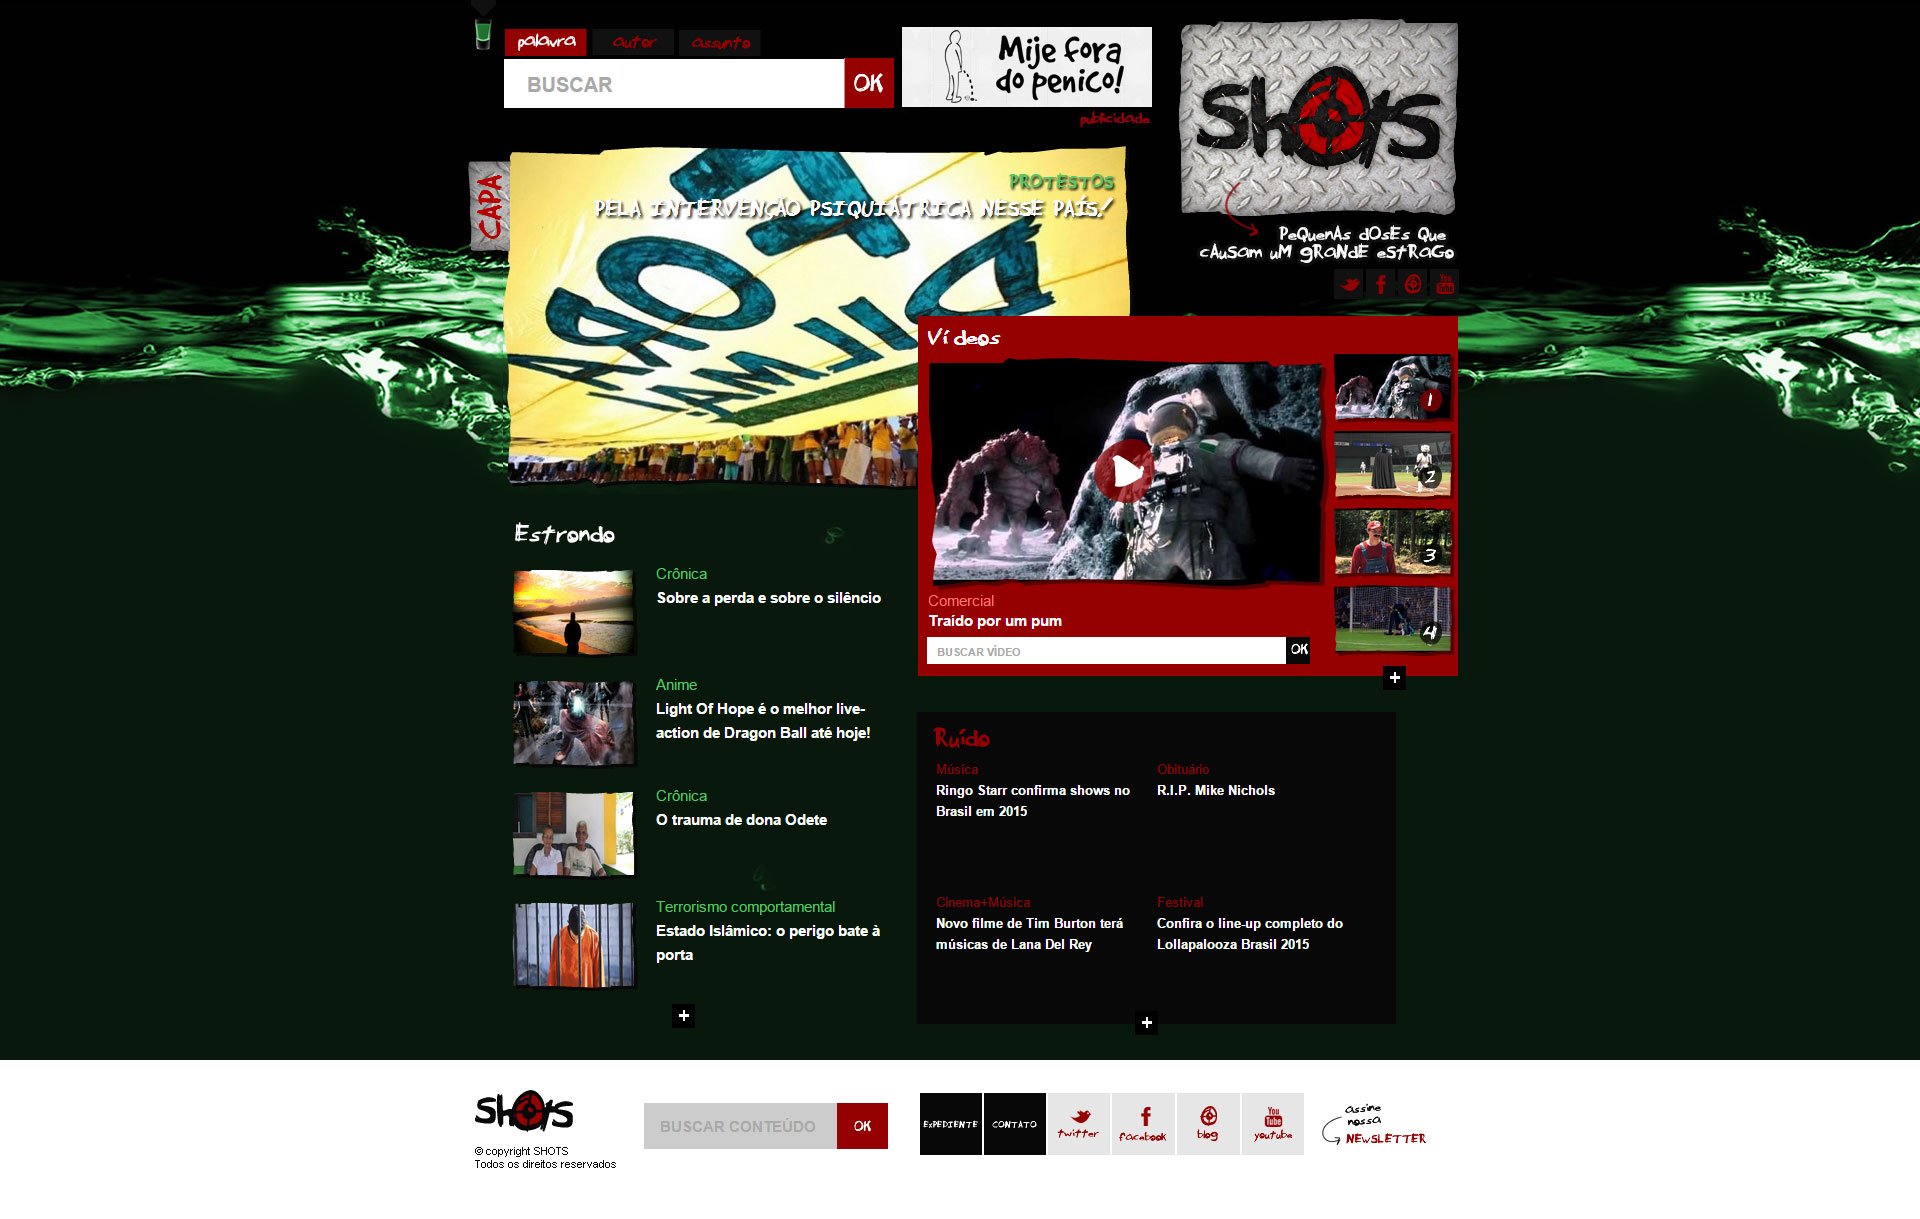 palavra
autor
assunto
BUSCAR
OK
Mije fora
do penico!
publicidade
Shots
PeQuenAs dOsEs Que
cAusam uM gRANdE eStRAGo
You
Tube
CAPA
PROTESTOS
PELA INTERVENÇÃO PSIQUIÁTRICA NESSE PAÍS!
FORA
DILMA!
Vídeos
1
2
3
4
Comercial
Traído por um pum
BUSCAR VÍDEO
OK
+
Estrondo
Crônica
Sobre a perda e sobre o silêncio
Anime
Light Of Hope é o melhor live-
action de Dragon Ball até hoje!
Crônica
O trauma de dona Odete
Terrorismo comportamental
Estado Islâmico: o perigo bate à
porta
+
Ruído
Música
Ringo Starr confirma shows no
Brasil em 2015
Obituário
R.I.P. Mike Nichols
Cinema+Música
Novo filme de Tim Burton terá
músicas de Lana Del Rey
Festival
Confira o line-up completo do
Lollapalooza Brasil 2015
+
Shots
© copyright SHOTS
Todos os direitos reservados
BUSCAR CONTEÚDO
OK
EXPEDIENTE
CONTATO
twitter
facebook
blog
You
Tube
youtube
assine
nossa
NEWSLETTER